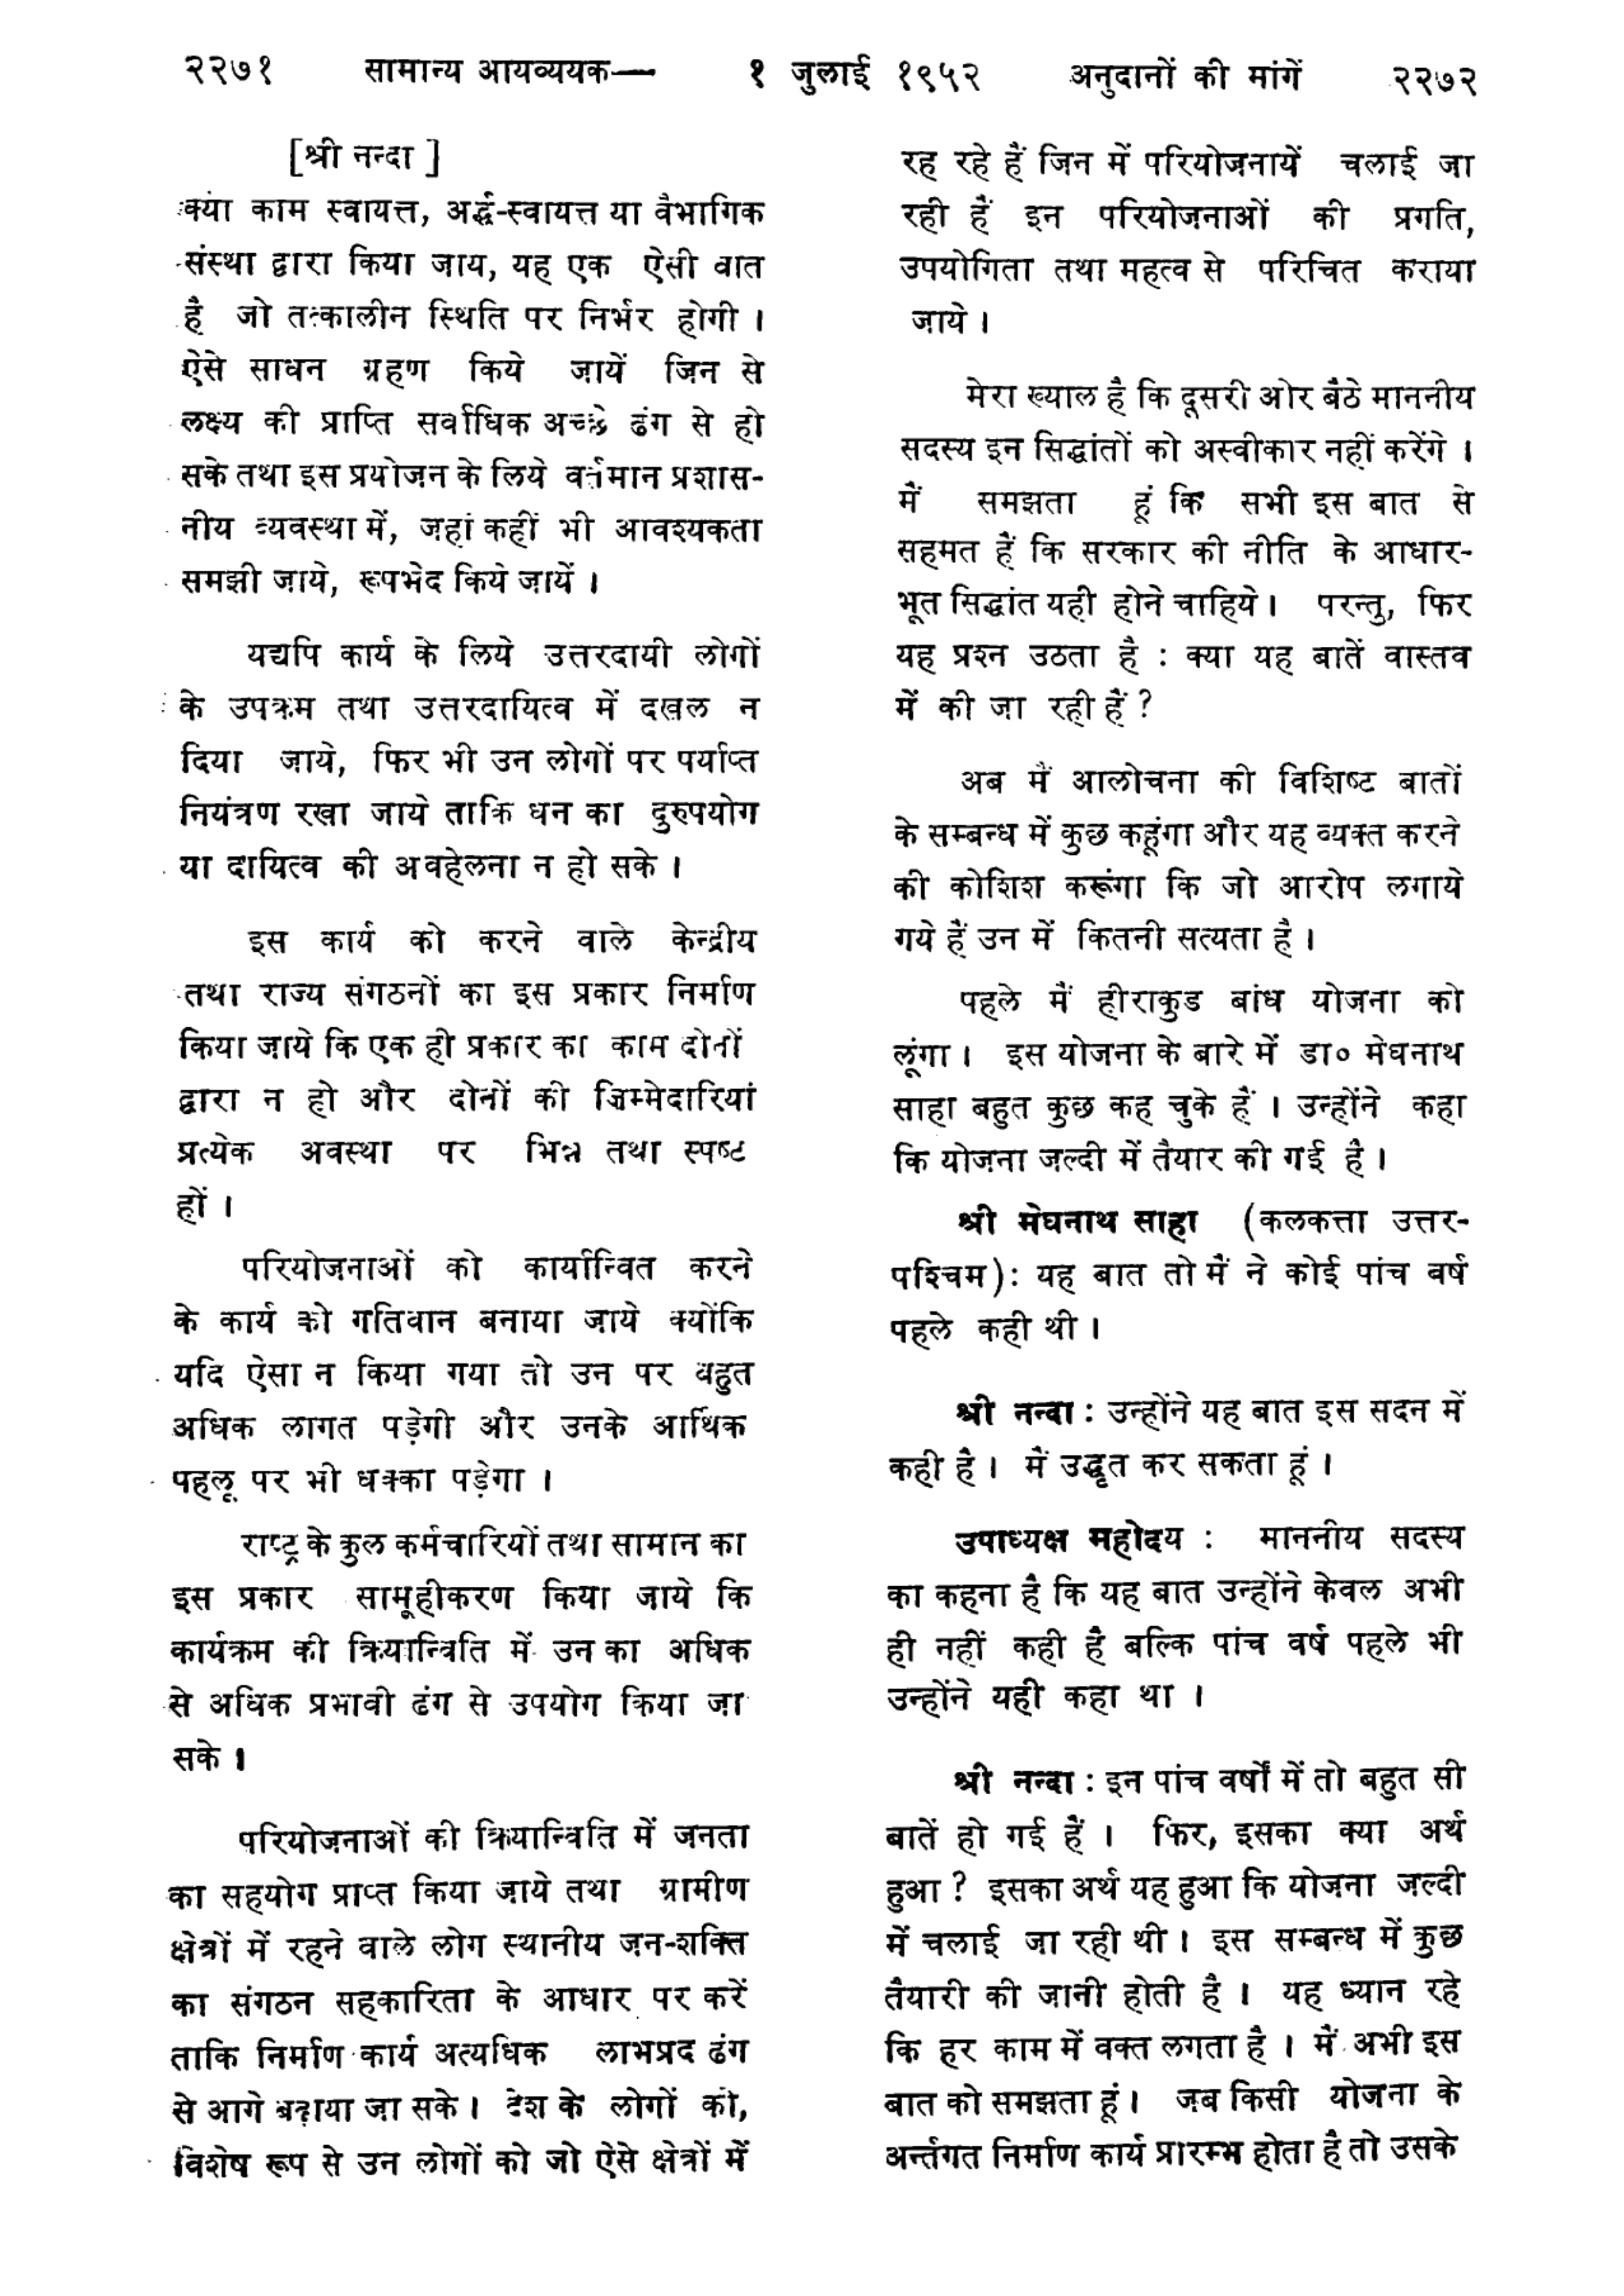 २२७१ सामान्य आयव्ययक— १ जुलाई १९५२ अनुदानों की मांगें २२७२
[श्री नन्दा]
क्या काम स्वायत्त, अर्द्ध-स्वायत्त या वैभागिक
संस्था द्वारा किया जाय, यह एक ऐसी बात
है जो तत्कालीन स्थिति पर निर्भर होगी ।
ऐसे साधन ग्रहण किये जायें जिन से
लक्ष्य की प्राप्ति सर्वाधिक अच्छे ढंग से हो
सके तथा इस प्रयोजन के लिये वर्तमान प्रशास-
नीय व्यवस्था में, जहां कहीं भी आवश्यकता
समझी जाये, रूपभेद किये जायें ।
यद्यपि कार्य के लिये उत्तरदायी लोगों
के उपक्रम तथा उत्तरदायित्व में दखल न
दिया जाये, फिर भी उन लोगों पर पर्याप्त
नियंत्रण रखा जाये ताकि धन का दुरुपयोग
या दायित्व की अवहेलना न हो सके ।
इस कार्य को करने वाले केन्द्रीय
तथा राज्य संगठनों का इस प्रकार निर्माण
किया जाये कि एक ही प्रकार का काम दोनों
द्वारा न हो और दोनों की ज़िम्मेदारियां
प्रत्येक अवस्था पर भिन्न तथा स्पष्ट
हों ।
परियोजनाओं को कार्यान्वित करने
के कार्य को गतिवान बनाया जाये क्योंकि
यदि ऐसा न किया गया तो उन पर बहुत
अधिक लागत पड़ेगी और उनके आर्थिक
पहलू पर भी धक्का पड़ेगा ।
राष्ट्र के कुल कर्मचारियों तथा सामान का
इस प्रकार सामूहीकरण किया जाये कि
कार्यक्रम की क्रियान्विति में उन का अधिक
से अधिक प्रभावी ढंग से उपयोग किया जा
सके ।
परियोजनाओं की क्रियान्विति में जनता
का सहयोग प्राप्त किया जाये तथा ग्रामीण
क्षेत्रों में रहने वाले लोग स्थानीय जन-शक्ति
का संगठन सहकारिता के आधार पर करें
ताकि निर्माण कार्य अत्यधिक लाभप्रद ढंग
से आगे बढ़ाया जा सके । देश के लोगों को,
विशेष रूप से उन लोगों को जो ऐसे क्षेत्रों में
रह रहे हैं जिन में परियोजनायें चलाई जा
रही हैं इन परियोजनाओं की प्रगति,
उपयोगिता तथा महत्व से परिचित कराया
जाये ।
मेरा ख्याल है कि दूसरी ओर बैठे माननीय
सदस्य इन सिद्धांतों को अस्वीकार नहीं करेंगे ।
मैं समझता हूं कि सभी इस बात से
सहमत हैं कि सरकार की नीति के आधार-
भूत सिद्धांत यही होने चाहिये । परन्तु, फिर
यह प्रश्न उठता है : क्या यह बातें वास्तव
में की जा रही हैं ?
अब मैं आलोचना की विशिष्ट बातों
के सम्बन्ध में कुछ कहूंगा और यह व्यक्त करने
की कोशिश करूंगा कि जो आरोप लगाये
गये हैं उन में कितनी सत्यता है ।
पहले मैं हीराकुड बांध योजना को
लूंगा । इस योजना के बारे में डा० मेघनाथ
साहा बहुत कुछ कह चुके हैं । उन्होंने कहा
कि योजना जल्दी में तैयार की गई है ।
श्री मेघनाथ साहा (कलकत्ता उत्तर-
पश्चिम): यह बात तो मैं ने कोई पांच वर्ष
पहले कही थी ।
श्री नन्दा : उन्होंने यह बात इस सदन में
कही है । मैं उद्धृत कर सकता हूं ।
उपाध्यक्ष महोदय : माननीय सदस्य
का कहना है कि यह बात उन्होंने केवल अभी
ही नहीं कही है बल्कि पांच वर्ष पहले भी
उन्होंने यही कहा था ।
श्री नन्दा : इन पांच वर्षों में तो बहुत सी
बातें हो गई हैं । फिर, इसका क्या अर्थ
हुआ ? इसका अर्थ यह हुआ कि योजना जल्दी
में चलाई जा रही थी । इस सम्बन्ध में कुछ
तैयारी की जानी होती है । यह ध्यान रहे
कि हर काम में वक्त लगता है । मैं अभी इस
बात को समझता हूं । जब किसी योजना के
अर्न्तगत निर्माण कार्य प्रारम्भ होता है तो उसके